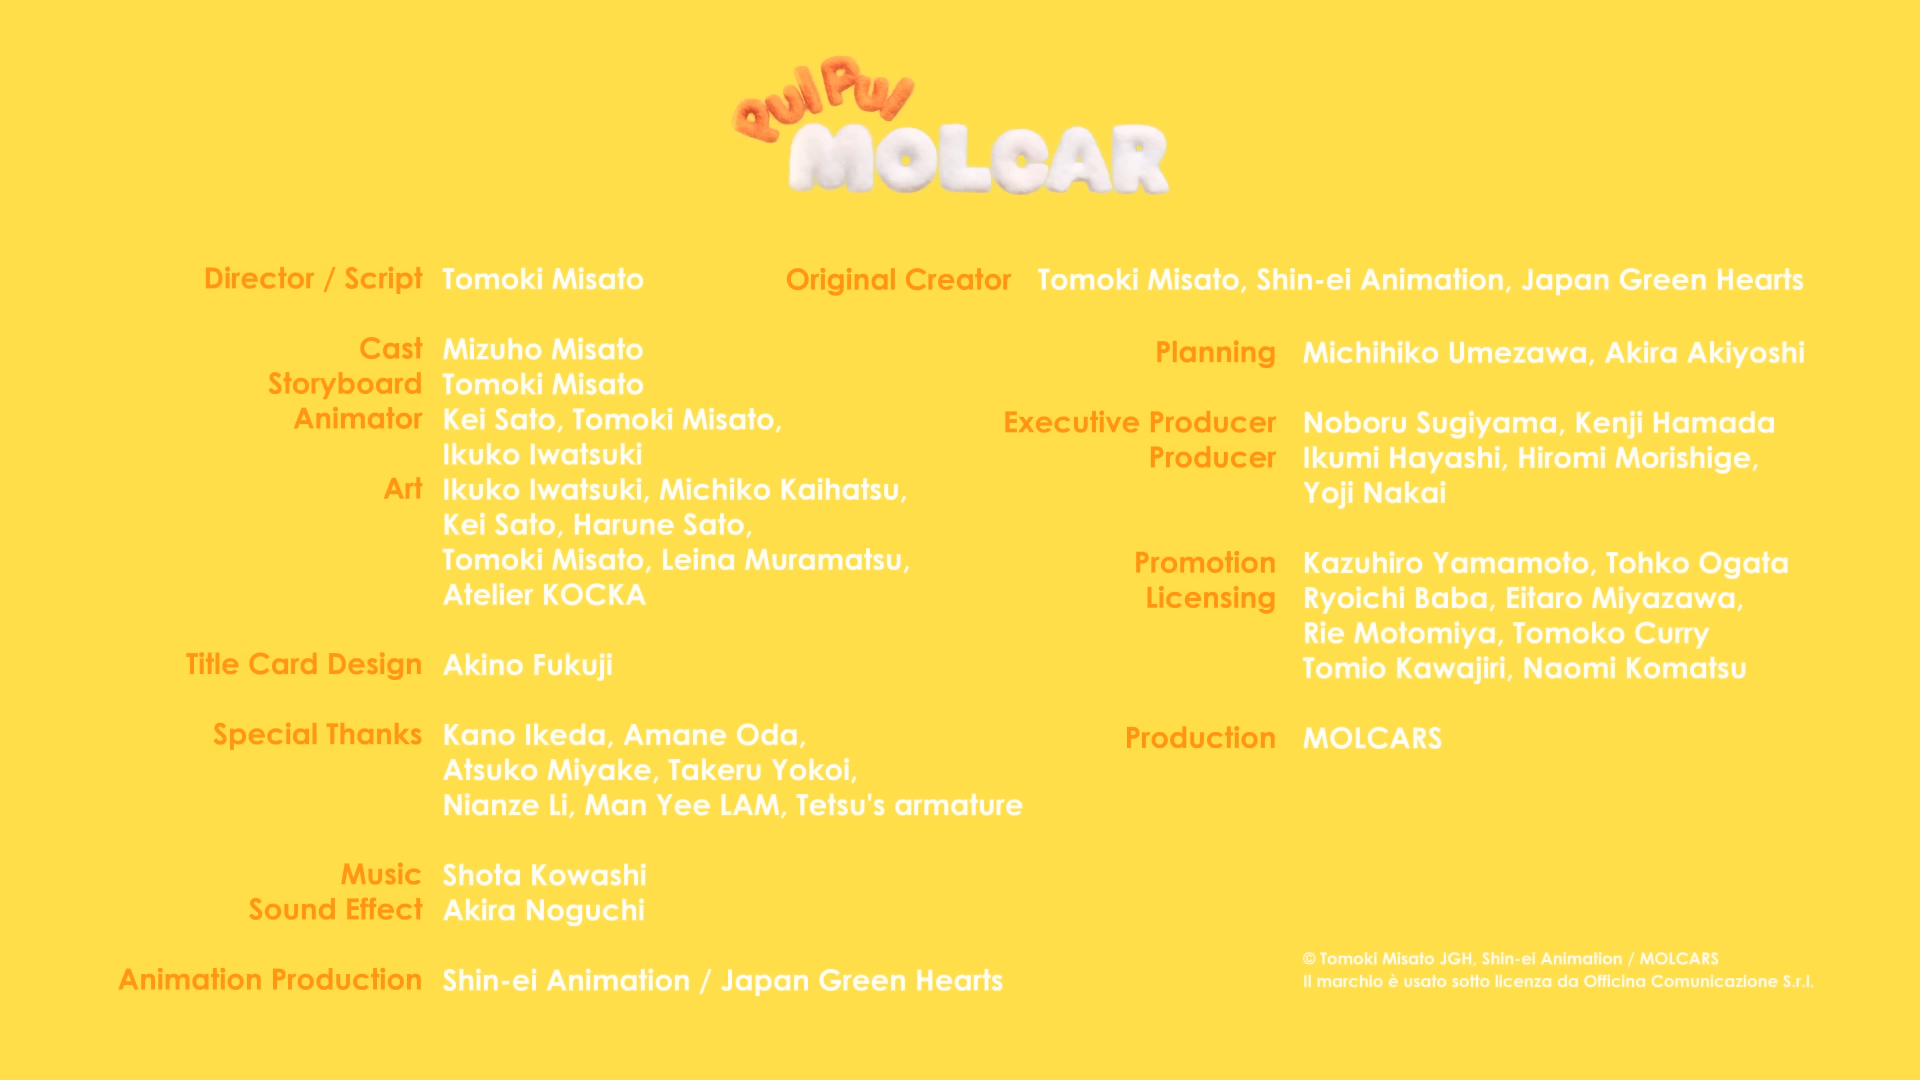 PUI PUI
MOLCAR
Director / Script Tomoki Misato
Cast Mizuho Misato
Storyboard Tomoki Misato
Animator Kei Sato, Tomoki Misato,
Ikuko Iwatsuki
Art Ikuko Iwatsuki, Michiko Kaihatsu,
Kei Sato, Harune Sato,
Tomoki Misato, Leina Muramatsu,
Atelier KOCKA
Title Card Design Akino Fukuji
Special Thanks Kano Ikeda, Amane Oda,
Atsuko Miyake, Takeru Yokoi,
Nianze Li, Man Yee LAM, Tetsu's armature
Music Shota Kowashi
Sound Effect Akira Noguchi
Animation Production Shin-ei Animation / Japan Green Hearts
Original Creator Tomoki Misato, Shin-ei Animation, Japan Green Hearts
Planning Michihiko Umezawa, Akira Akiyoshi
Executive Producer Noboru Sugiyama, Kenji Hamada
Producer Ikumi Hayashi, Hiromi Morishige,
Yoji Nakai
Promotion Kazuhiro Yamamoto, Tohko Ogata
Licensing Ryoichi Baba, Eitaro Miyazawa,
Rie Motomiya, Tomoko Curry
Tomio Kawajiri, Naomi Komatsu
Production MOLCARS
© Tomoki Misato JGH, Shin-ei Animation / MOLCARS
Il marchio è usato sotto licenza da Officina Comunicazione S.r.l.